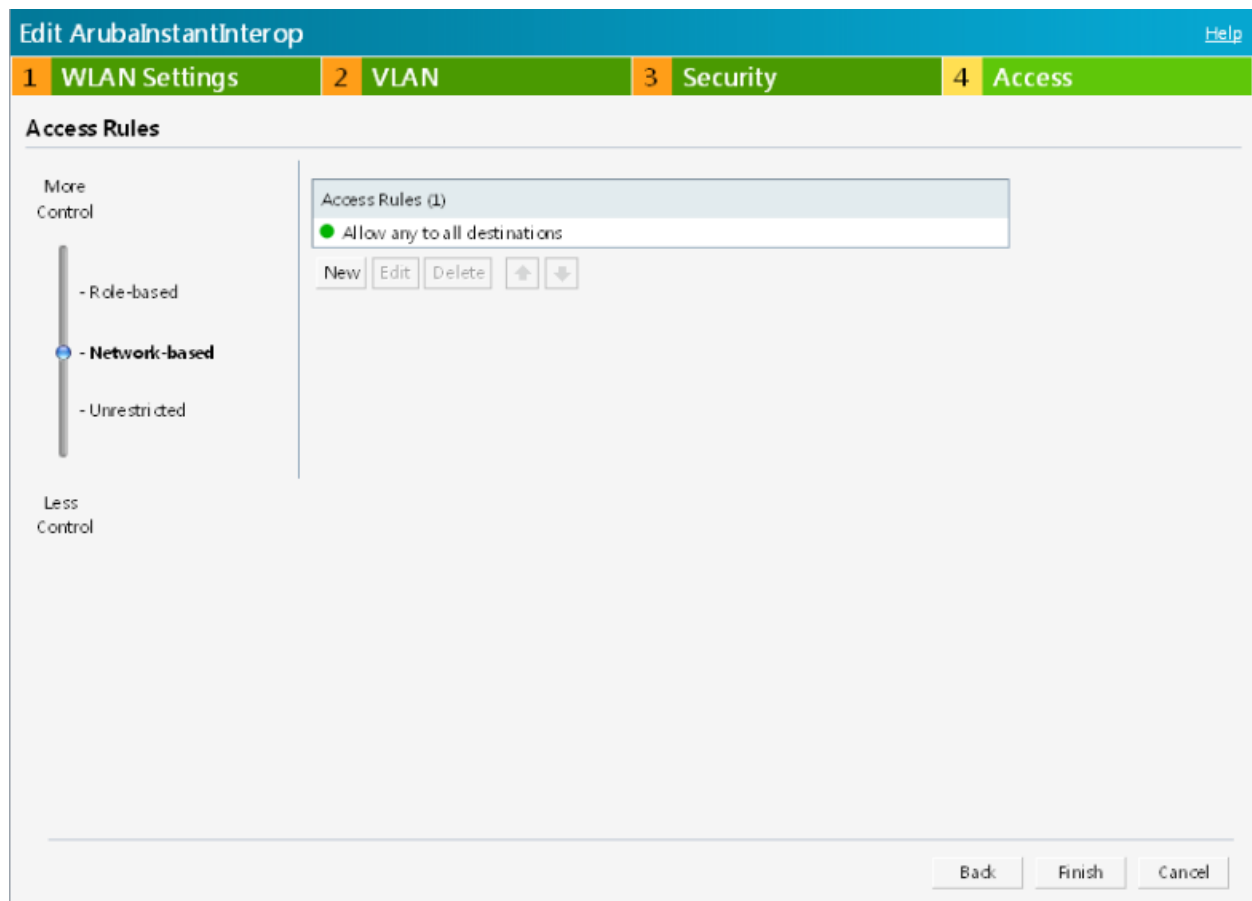 Edit ArubaInstantInterop
Help
1 WLAN Settings 2 VLAN 3 Security 4 Access
Access Rules
More
Control
- Role-based
- Network-based
- Unrestricted
Less
Control
Access Rules (1)
Allow any to all destinations
New Edit Delete
Back Finish Cancel